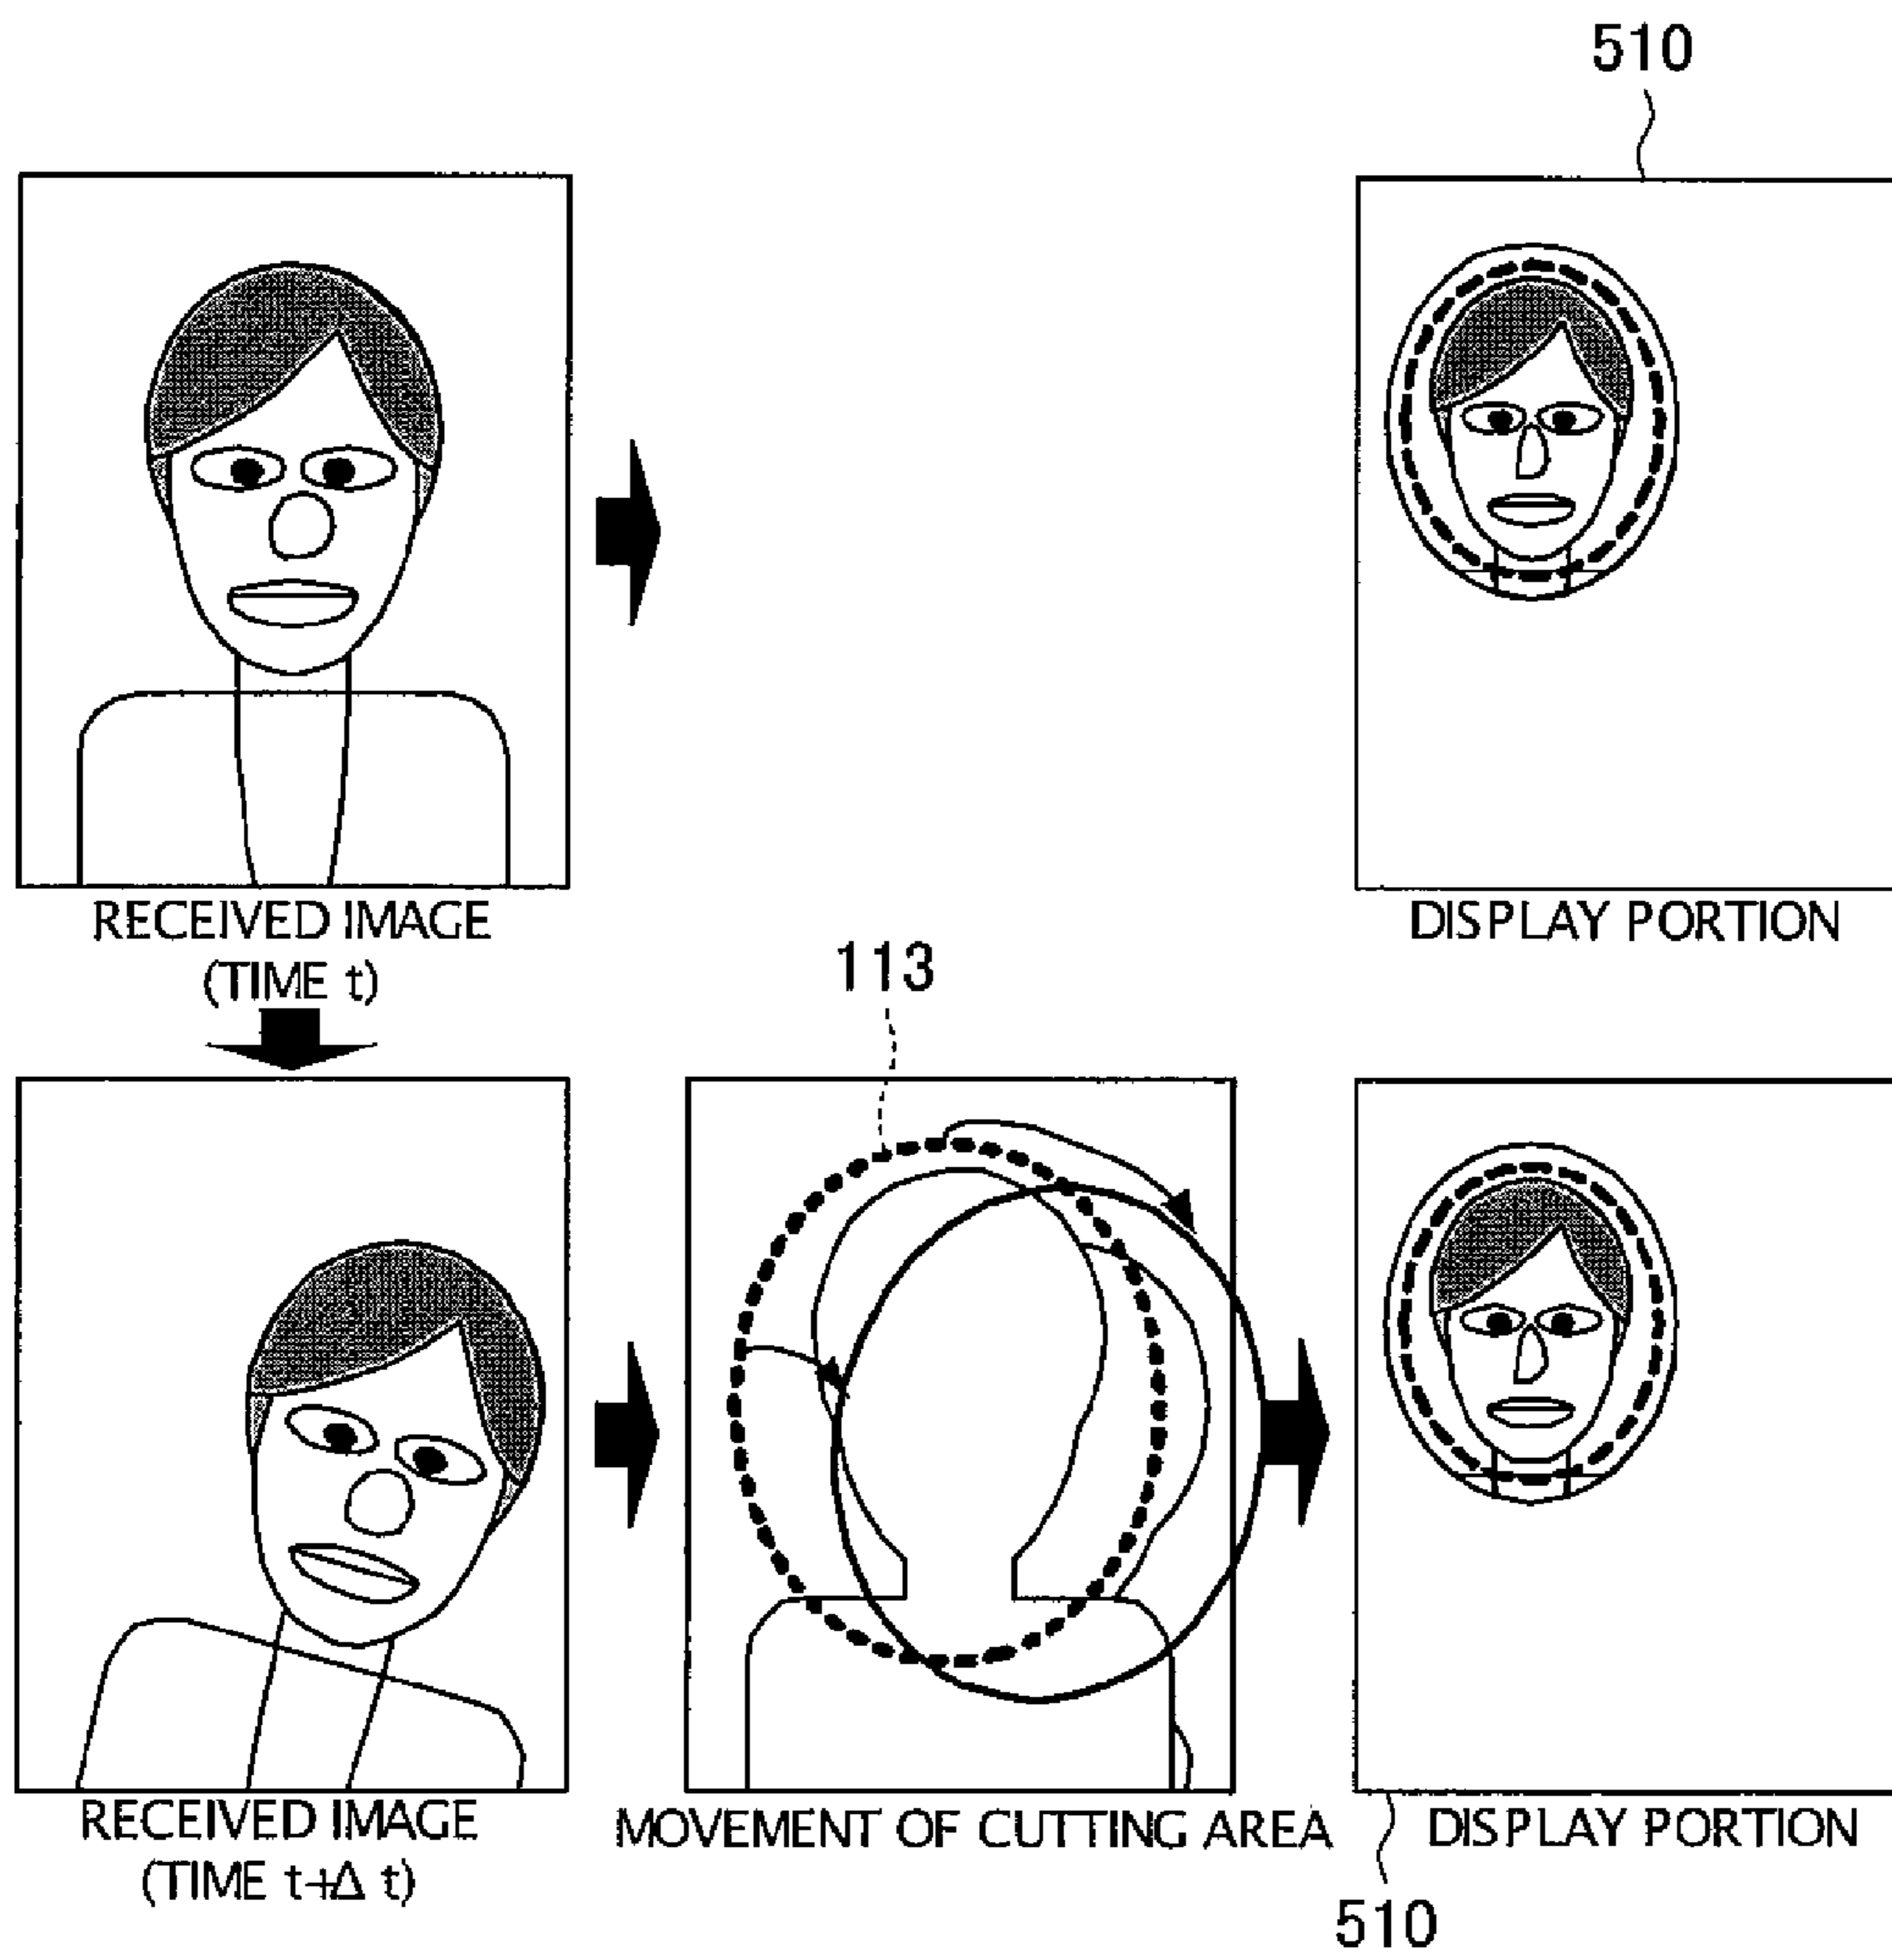 510
RECEIVED IMAGE
(TIME t)
DISPLAY PORTION
113
RECEIVED IMAGE
(TIME t+Δ t)
MOVEMENT OF CUTTING AREA
DISPLAY PORTION
510